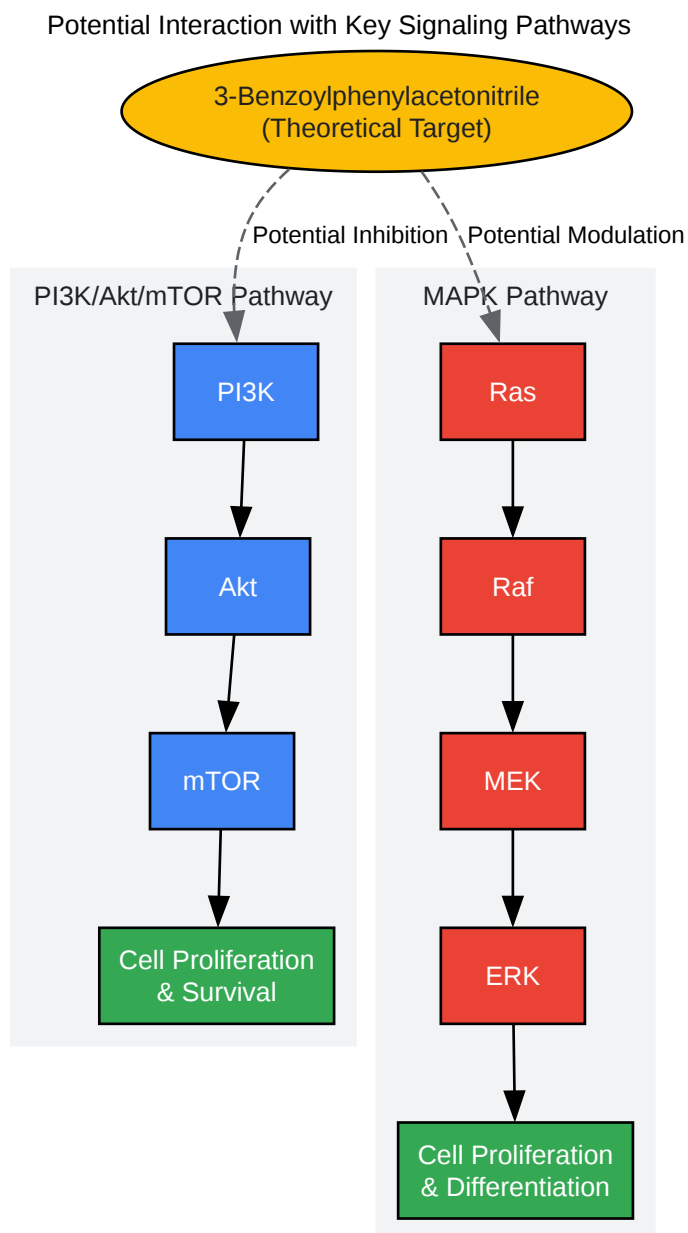 Potential Interaction with Key Signaling Pathways
3-Benzoylphenylacetonitrile
(Theoretical Target)
Potential Inhibition
Potential Modulation
PI3K/Akt/mTOR Pathway
PI3K
Akt
mTOR
Cell Proliferation
& Survival
MAPK Pathway
Ras
Raf
MEK
ERK
Cell Proliferation
& Differentiation